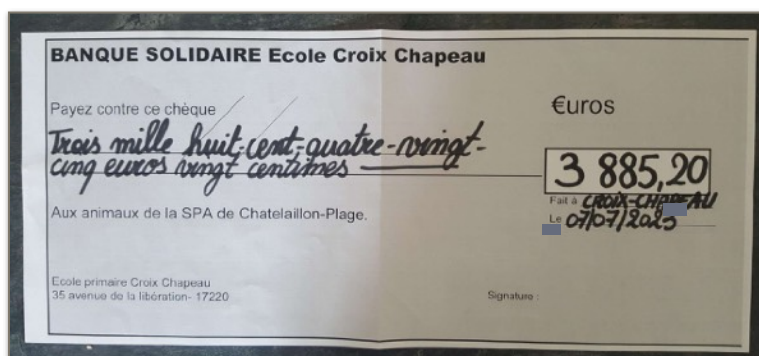 BANQUE SOLIDAIRE Ecole Croix Chapeau
Payez contre ce chèque
€uros
Trois mille huit-cent-quatre-vingt-
cinq euros vingt centimes
3 885,20
Fait à CROIX-CHAPEAU
Le 07/07/2025
Aux animaux de la SPA de Chatelaillon-Plage.
Ecole primaire Croix Chapeau
35 avenue de la libération- 17220
Signature :